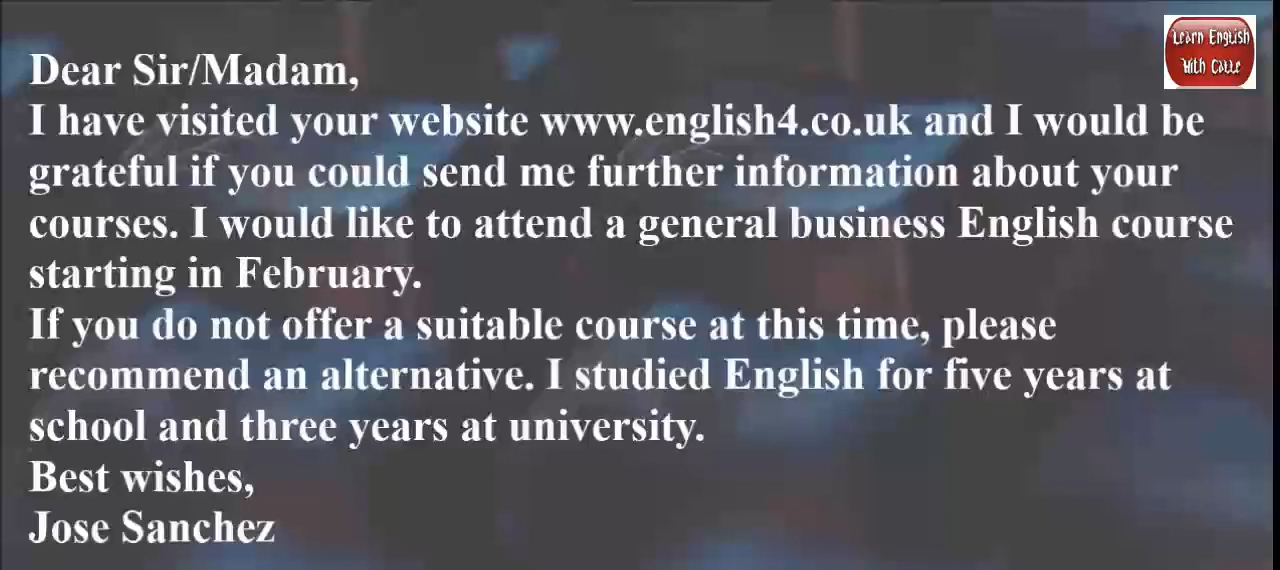 Learn English
With Cattc
Dear Sir/Madam,
I have visited your website www.english4.co.uk and I would be
grateful if you could send me further information about your
courses. I would like to attend a general business English course
starting in February.
If you do not offer a suitable course at this time, please
recommend an alternative. I studied English for five years at
school and three years at university.
Best wishes,
Jose Sanchez